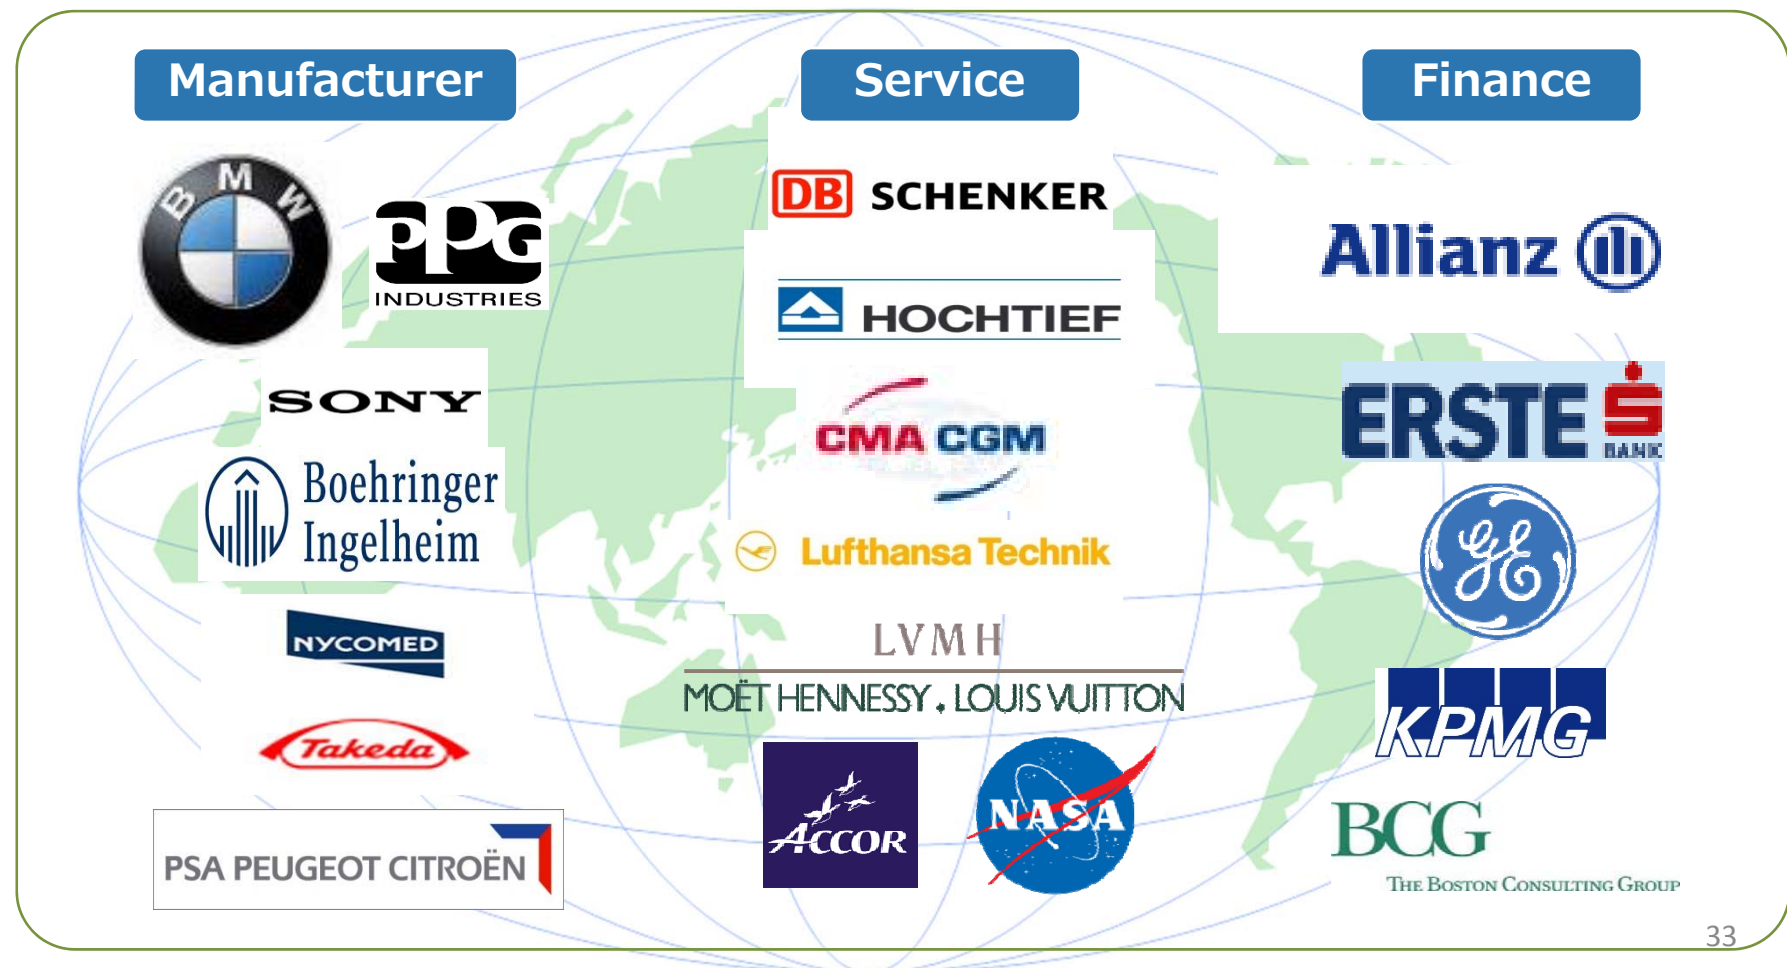 Manufacturer
BMW
PPG
INDUSTRIES
SONY
Boehringer
Ingelheim
NYCOMED
Takeda
PSA PEUGEOT CITROËN
Service
DB SCHENKER
HOCHTIEF
CMA CGM
Lufthansa Technik
LVMH
MOËT HENNESSY . LOUIS VUITTON
ACCOR
NASA
Finance
Allianz
ERSTE S
BANK
GE
KPMG
BCG
THE BOSTON CONSULTING GROUP
33